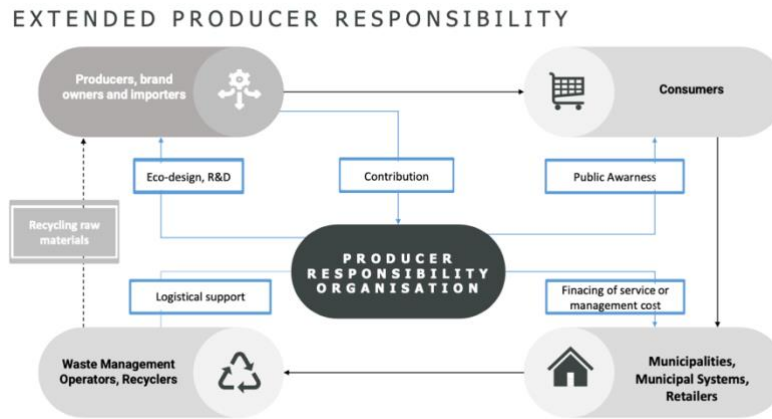 EXTENDED PRODUCER RESPONSIBILITY
Producers, brand
owners and importers
Consumers
Eco-design, R&D
Contribution
Public Awarness
Recycling raw
materials
PRODUCER
RESPONSIBILITY
ORGANISATION
Logistical support
Finacing of service or
management cost
Waste Management
Operators, Recyclers
Municipalities,
Municipal Systems,
Retailers